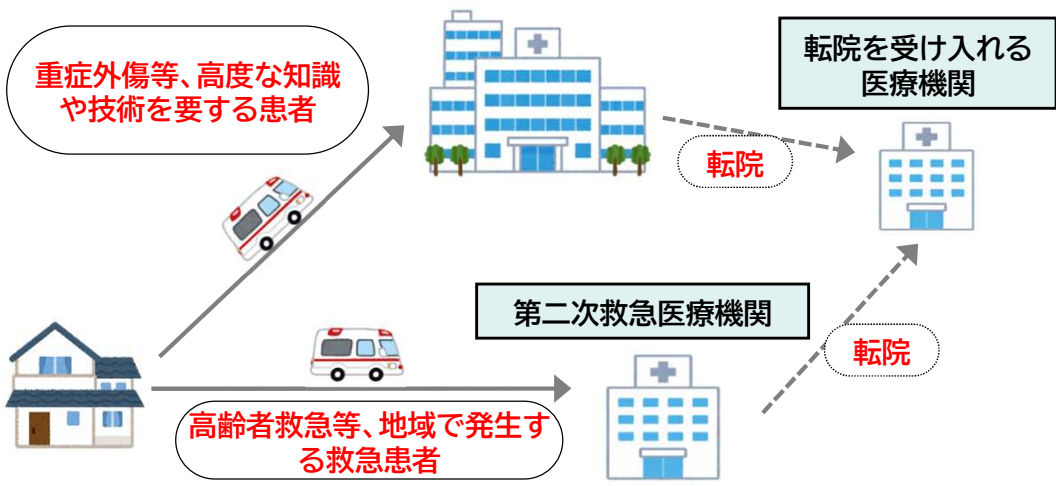 重症外傷等、高度な知識
や技術を要する患者
転院を受け入れる
医療機関
転院
第二次救急医療機関
転院
高齢者救急等、地域で発生す
る救急患者